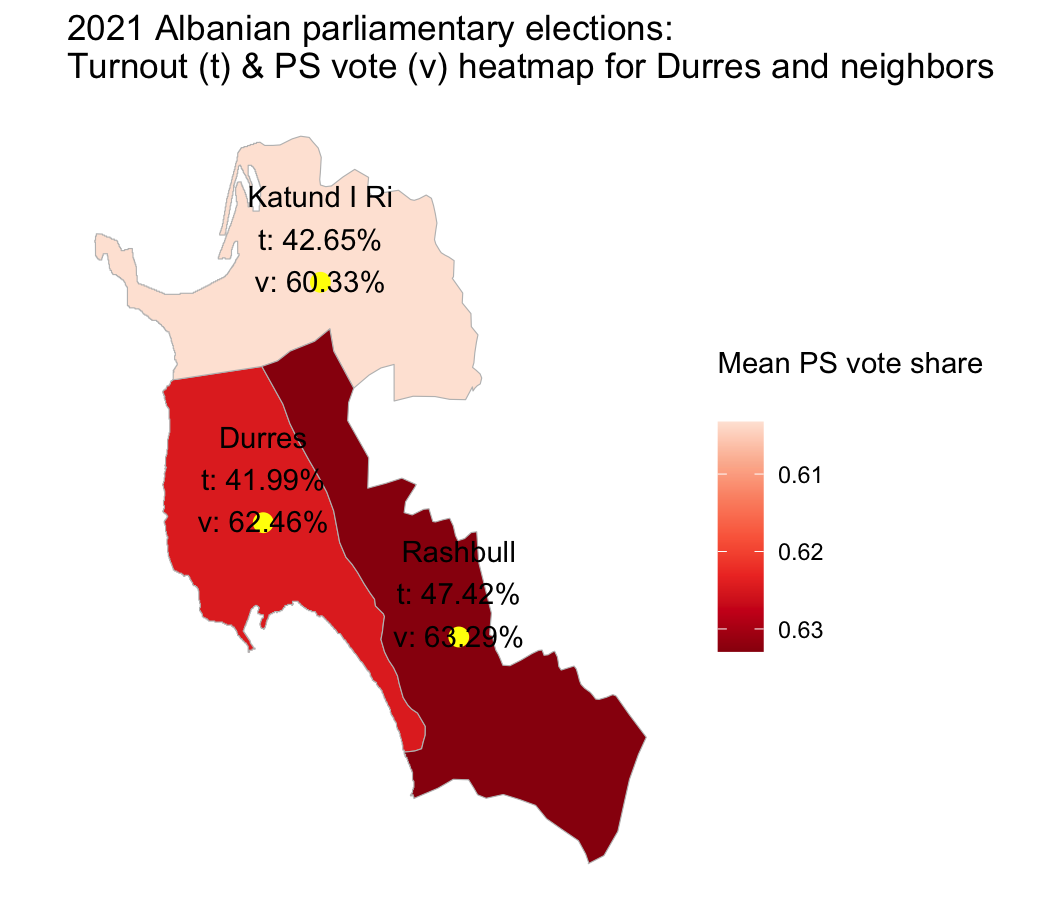 2021 Albanian parliamentary elections:
Turnout (t) & PS vote (v) heatmap for Durres and neighbors
Katund I Ri
t: 42.65%
v: 60.33%
Durres
t: 41.99%
v: 62.46%
Rashbull
t: 47.42%
v: 63.29%
Mean PS vote share
0.61
0.62
0.63